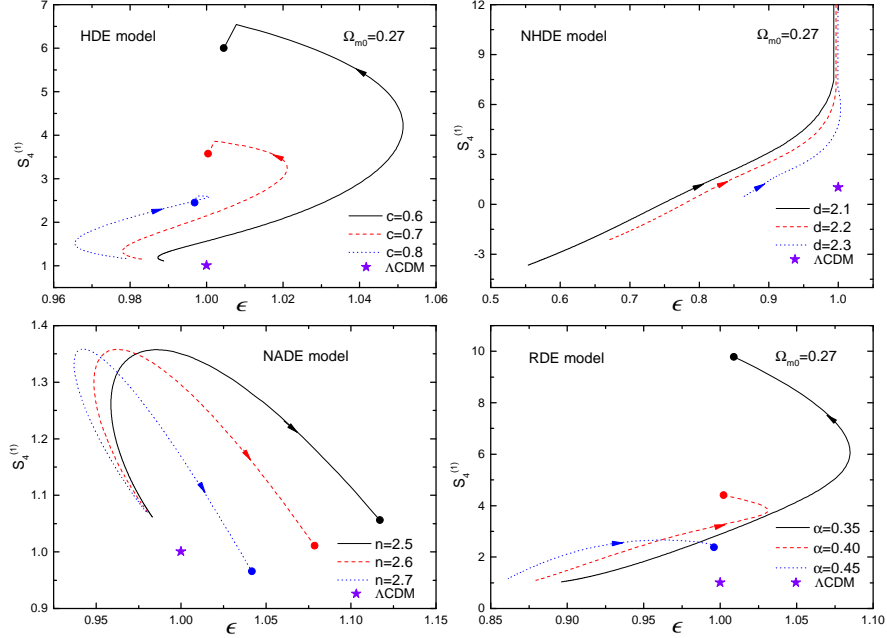 HDE model
Ω_m0=0.27
S_4^(1)
7
6
5
4
3
2
1
0.96 0.98 1.00 1.02 1.04 1.06
ϵ
c=0.6
c=0.7
c=0.8
ΛCDM
NHDE model
Ω_m0=0.27
S_4^(1)
12
9
6
3
0
-3
0.5 0.6 0.7 0.8 0.9 1.0
ϵ
d=2.1
d=2.2
d=2.3
ΛCDM
NADE model
S_4^(1)
1.4
1.3
1.2
1.1
1.0
0.9
0.95 1.00 1.05 1.10 1.15
ϵ
n=2.5
n=2.6
n=2.7
ΛCDM
RDE model
Ω_m0=0.27
S_4^(1)
10
8
6
4
2
0
0.85 0.90 0.95 1.00 1.05 1.10
ϵ
α=0.35
α=0.40
α=0.45
ΛCDM